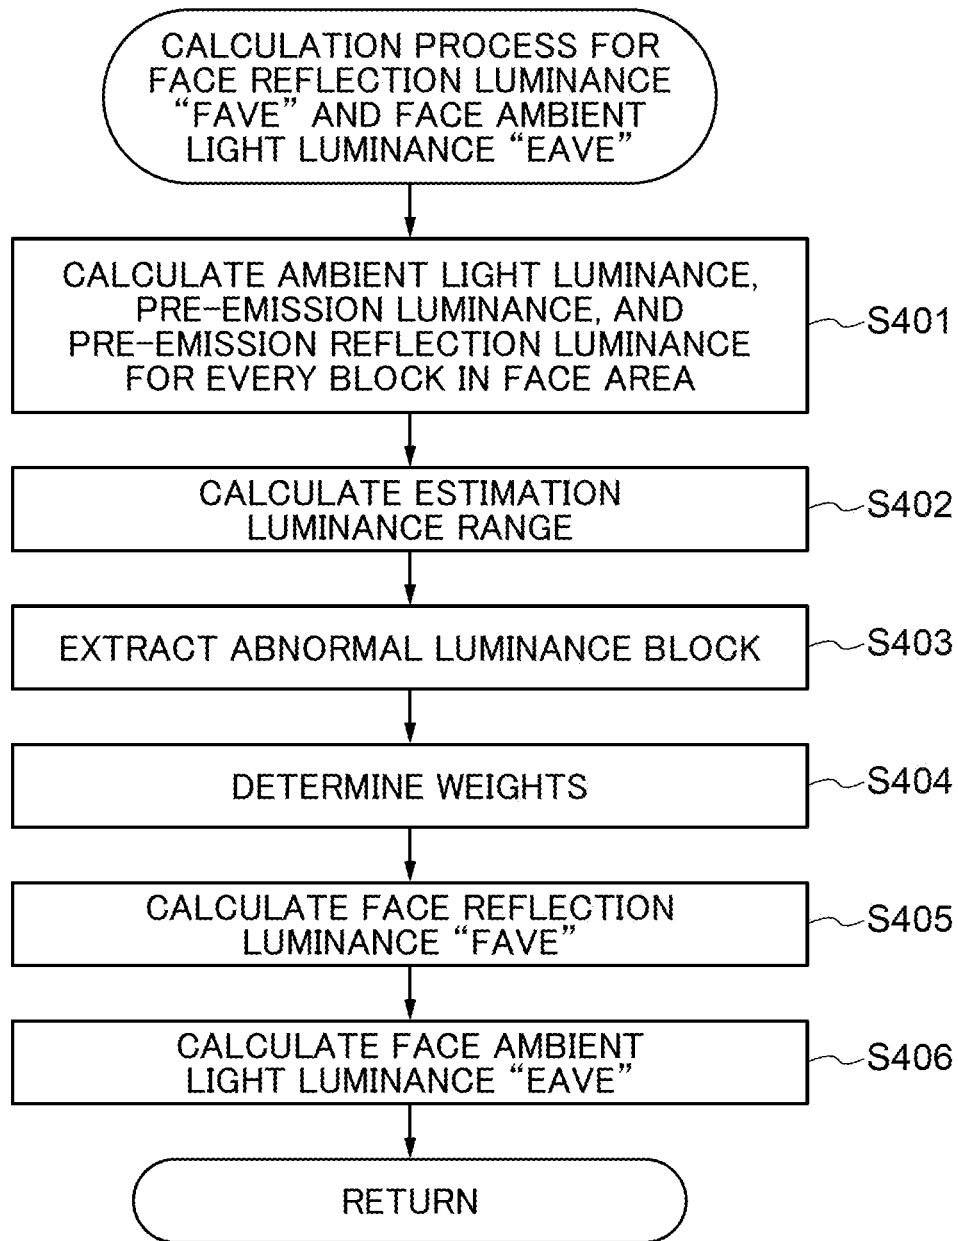 CALCULATION PROCESS FOR
FACE REFLECTION LUMINANCE
“FAVE” AND FACE AMBIENT
LIGHT LUMINANCE “EAVE”
CALCULATE AMBIENT LIGHT LUMINANCE,
PRE-EMISSION LUMINANCE, AND
PRE-EMISSION REFLECTION LUMINANCE
FOR EVERY BLOCK IN FACE AREA
S401
CALCULATE ESTIMATION
LUMINANCE RANGE
S402
EXTRACT ABNORMAL LUMINANCE BLOCK
S403
DETERMINE WEIGHTS
S404
CALCULATE FACE REFLECTION
LUMINANCE “FAVE”
S405
CALCULATE FACE AMBIENT
LIGHT LUMINANCE “EAVE”
S406
RETURN